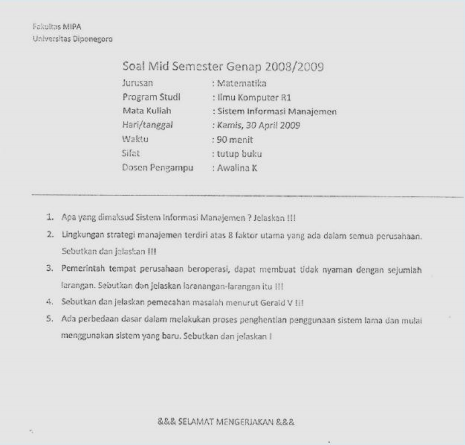 Fakultas MIPA
Universitas Diponegoro
Soal Mid Semester Genap 2008/2009
Jurusan : Matematika
Program Studi : Ilmu Komputer R1
Mata Kuliah : Sistem Informasi Manajemen
Hari/tanggal : Kamis, 30 April 2009
Waktu : 90 menit
Sifat : tutup buku
Dosen Pengampu : Awalina K
1. Apa yang dimaksud Sistem Informasi Manajemen ? Jelaskan !!!
2. Lingkungan strategi manajemen terdiri atas 8 faktor utama yang ada dalam semua perusahaan.
Sebutkan dan jelaskan !!!
3. Pemerintah tempat perusahaan beroperasi, dapat membuat tidak nyaman dengan sejumlah
larangan. Sebutkan dan jelaskan laranangan-larangan itu !!!
4. Sebutkan dan jelaskan pemecahan masalah menurut Gerald V !!!
5. Ada perbedaan dasar dalam melakukan proses penghentian penggunaan sistem lama dan mulai
menggunakan sistem yang baru. Sebutkan dan jelaskan !
&&& SELAMAT MENGERJAKAN &&&